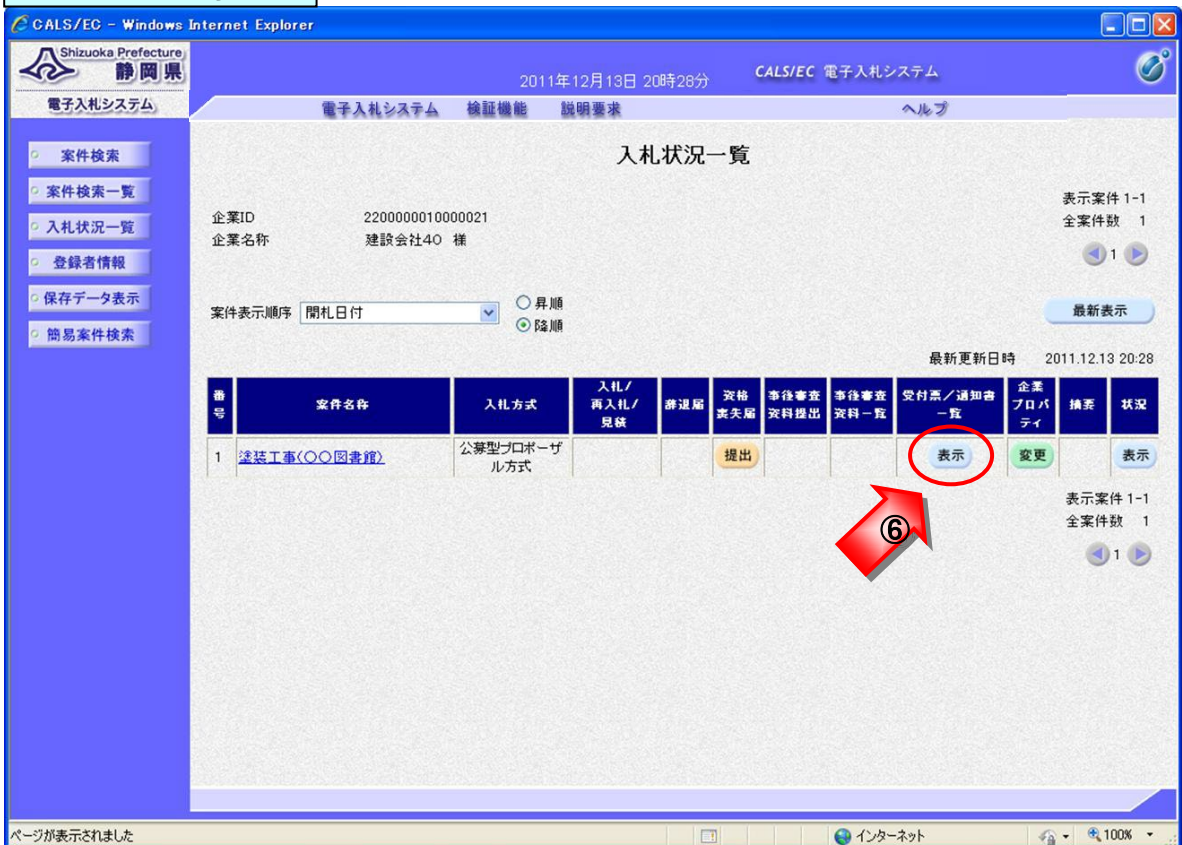 CALS/EC - Windows Internet Explorer
Shizuoka Prefecture
静岡県
電子入札システム
2011年12月13日 20時28分
CALS/EC 電子入札システム
電子入札システム 検証機能 説明要求 ヘルプ
案件検索
案件検索一覧
入札状況一覧
登録者情報
保存データ表示
簡易案件検索
入札状況一覧
表示案件 1-1
全案件数 1
1
企業ID 2200000010000021
企業名称 建設会社40 様
案件表示順序 開札日付
昇順
降順
最新表示
最新更新日時 2011.12.13 20:28
番号 案件名称 入札方式 入札/再入札/見積 辞退届 資格喪失届 事後審査資料提出 事後審査資料一覧 受付票/通知書一覧 企業プロパティ 摘要 状況
1 塗装工事(○○図書館) 公募型プロポーザル方式 提出 表示 変更 表示
表示案件 1-1
全案件数 1
1
⑥
ページが表示されました インターネット 100%